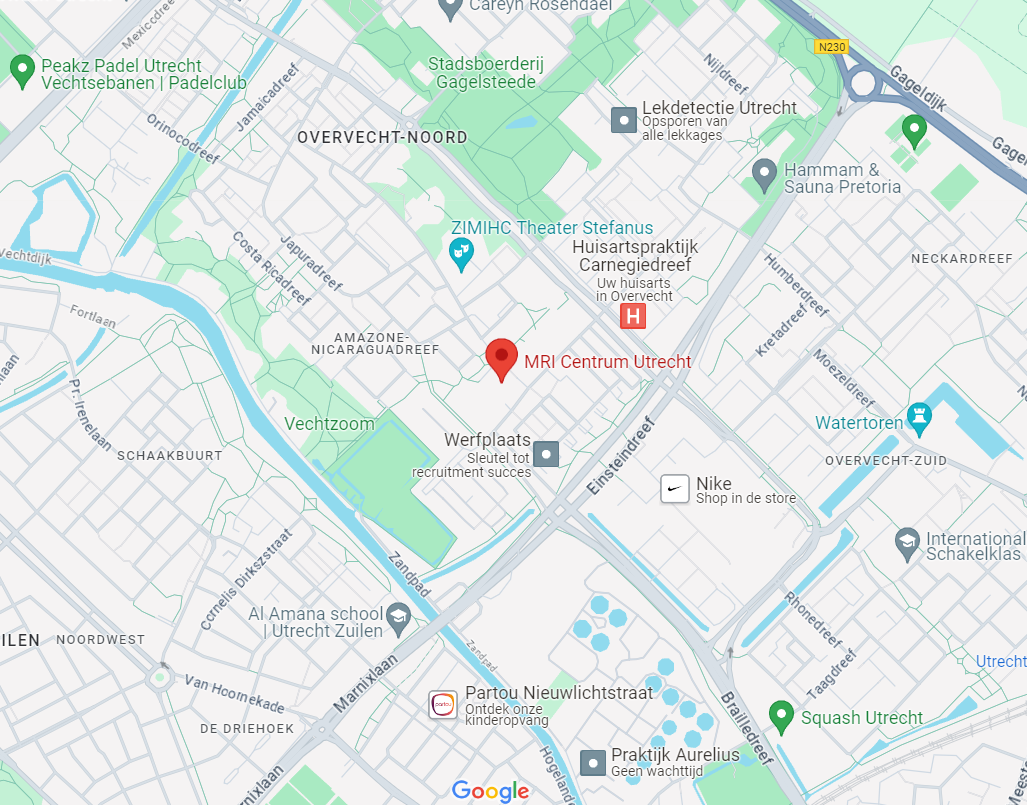 Careyn Rosendael
Mexicodreef
Peakz Padel Utrecht
Vechtsebanen | Padelclub
Stadsboerderij
Gagelsteede
N230
Gageldijk
Nijldreef
Jamaicadreef
Orinocodreef
OVERVECHT-NOORD
Lekdetectie Utrecht
Opsporen van
alle lekkages
Hammam &
Sauna Pretoria
ZIMIHC Theater Stefanus
Huisartspraktijk
Carnegiedreef
Uw huisarts
in Overvecht
H
Vechtdijk
Costa Ricadreef
Japuradreef
Humberdreef
NECKARDREEF
Fortlaan
Kretadreef
AMAZONE-
NICARAGUADREEF
MRI Centrum Utrecht
Moezeldreef
Pr. Irenelaan
Vechtzoom
Watertoren
SCHAAKBUURT
Werfplaats
Sleutel tot
recruitment succes
Einsteindreef
OVERVECHT-ZUID
Nike
Shop in de store
International
Schakelklas
Cornelis Dirkszstraat
Zandpad
Al Amana school
| Utrecht Zuilen
Rhonedreef
ILEN
NOORDWEST
Zandpad
Taagdreef
Utrecht
Van Hoornekade
Marnixlaan
Partou Nieuwlichtstraat
Ontdek onze
kinderopvang
partou
Brailledreef
Squash Utrecht
DE DRIEHOEK
Praktijk Aurelius
Geen wachttijd
Marnixlaan
Google